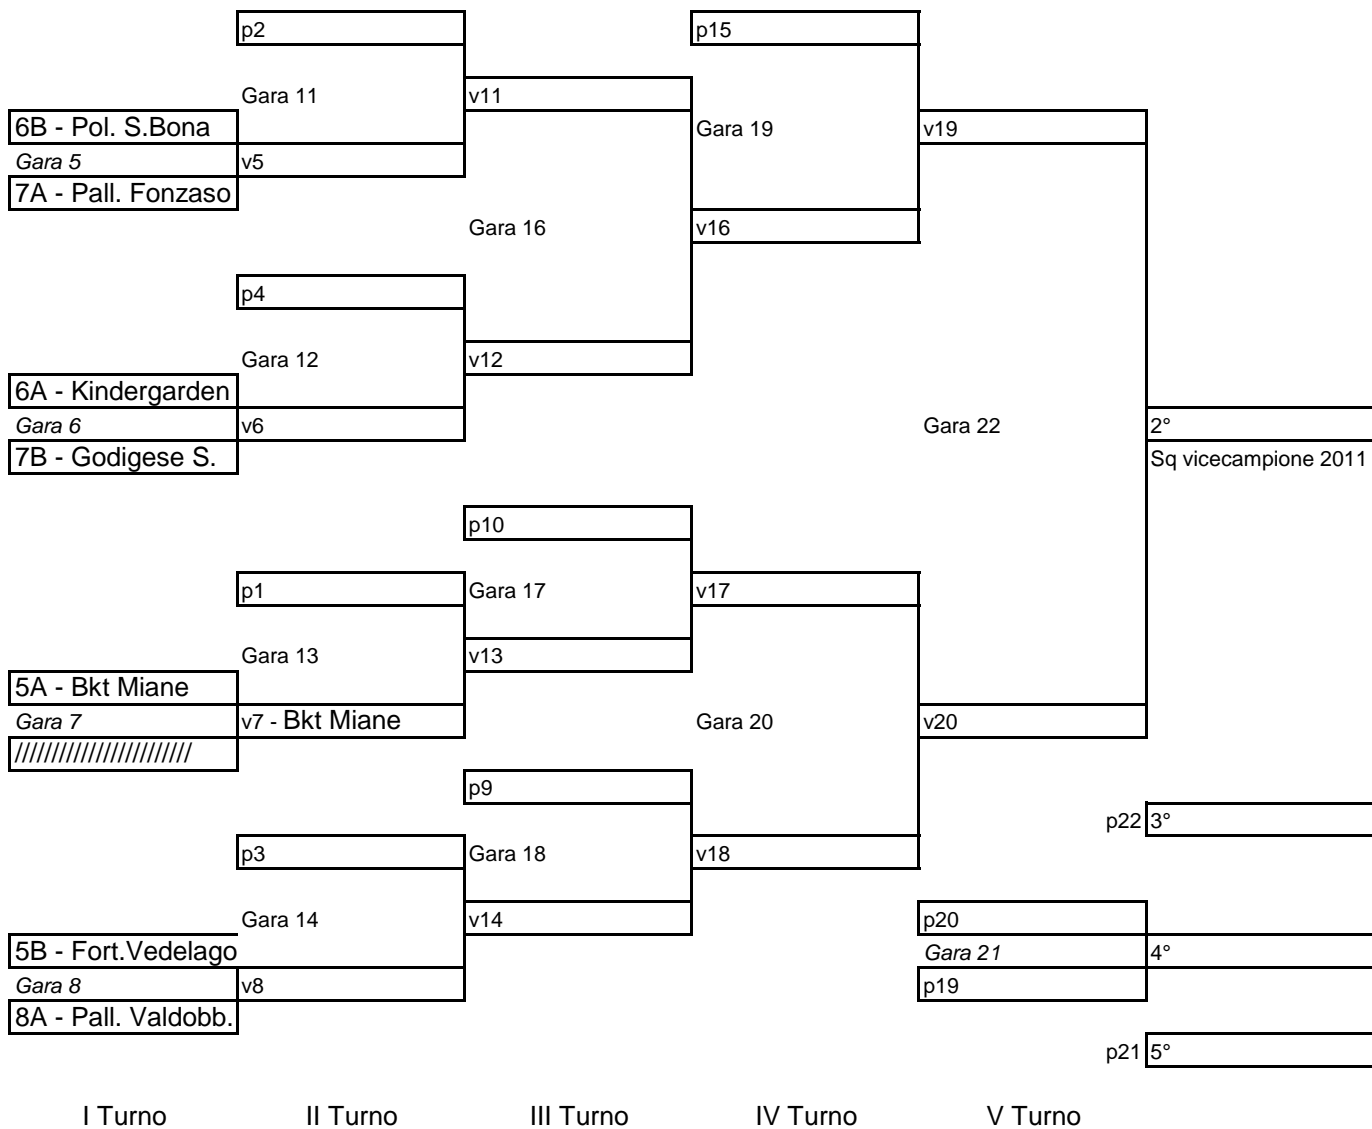 p2
p15
Gara 11
v11
6B - Pol. S.Bona
Gara 19
v19
Gara 5
v5
7A - Pall. Fonzaso
Gara 16
v16
p4
Gara 12
v12
6A - Kindergarden
Gara 6
v6
Gara 22
2°
7B - Godigese S.
Sq vicecampione 2011
p10
p1
Gara 17
v17
Gara 13
v13
5A - Bkt Miane
Gara 7
v7 - Bkt Miane
Gara 20
v20
////////////////////////
p9
p22
3°
p3
Gara 18
v18
Gara 14
v14
p20
5B - Fort.Vedelago
Gara 21
4°
Gara 8
v8
p19
8A - Pall. Valdobb.
p21
5°
I Turno
II Turno
III Turno
IV Turno
V Turno